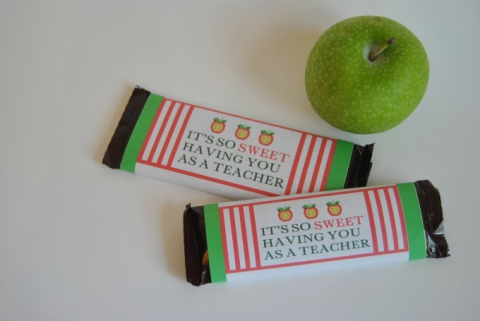 IT'S SO SWEET
HAVING YOU
AS A TEACHER
IT'S SO SWEET
HAVING YOU
AS A TEACHER